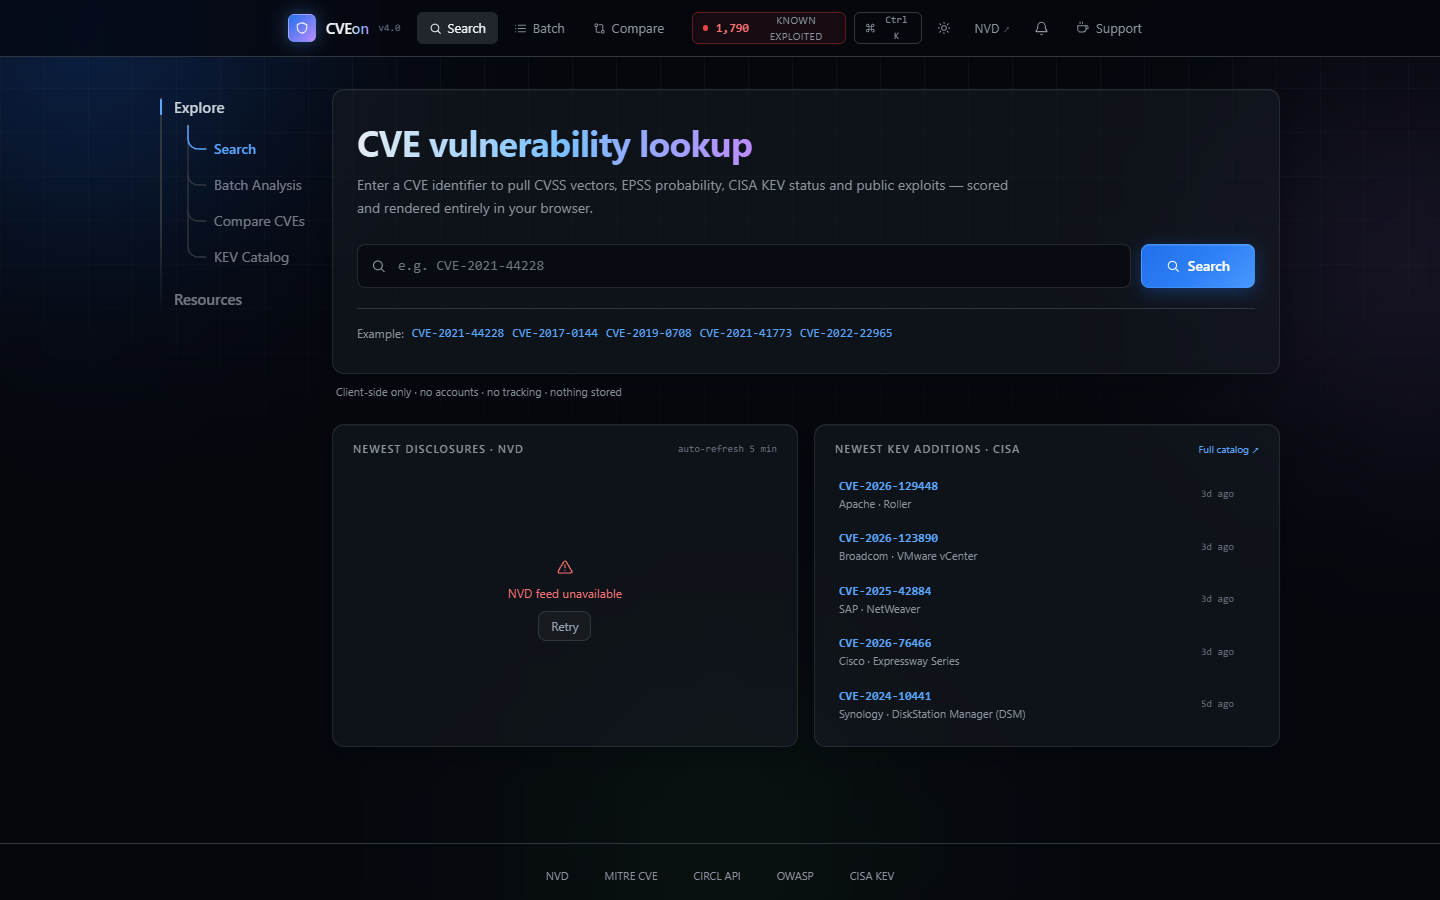 CVEon v4.0 Search Batch Compare 1,790 KNOWN EXPLOITED ⌘ Ctrl K NVD ↗ Support
Explore
Search
Batch Analysis
Compare CVEs
KEV Catalog
Resources
CVE vulnerability lookup
Enter a CVE identifier to pull CVSS vectors, EPSS probability, CISA KEV status and public exploits — scored
and rendered entirely in your browser.
e.g. CVE-2021-44228 Search
Example: CVE-2021-44228 CVE-2017-0144 CVE-2019-0708 CVE-2021-41773 CVE-2022-22965
Client-side only · no accounts · no tracking · nothing stored
NEWEST DISCLOSURES · NVD auto-refresh 5 min
NVD feed unavailable
Retry
NEWEST KEV ADDITIONS · CISA Full catalog ↗
CVE-2026-129448 3d ago
Apache · Roller
CVE-2026-123890 3d ago
Broadcom · VMware vCenter
CVE-2025-42884 3d ago
SAP · NetWeaver
CVE-2026-76466 3d ago
Cisco · Expressway Series
CVE-2024-10441 5d ago
Synology · DiskStation Manager (DSM)
NVD MITRE CVE CIRCL API OWASP CISA KEV